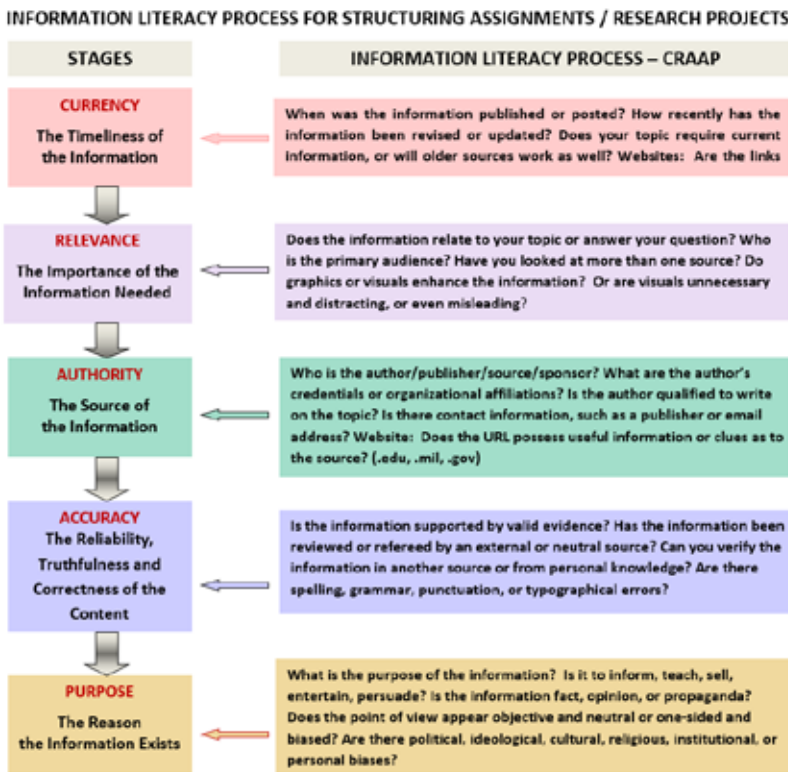 INFORMATION LITERACY PROCESS FOR STRUCTURING ASSIGNMENTS / RESEARCH PROJECTS
STAGES
INFORMATION LITERACY PROCESS – CRAAP
CURRENCY
The Timeliness of
the Information
When was the information published or posted? How recently has the
information been revised or updated? Does your topic require current
information, or will older sources work as well? Websites: Are the links
RELEVANCE
The Importance of the
Information Needed
Does the information relate to your topic or answer your question? Who
is the primary audience? Have you looked at more than one source? Do
graphics or visuals enhance the information? Or are visuals unnecessary
and distracting, or even misleading?
AUTHORITY
The Source of
the Information
Who is the author/publisher/source/sponsor? What are the author's
credentials or organizational affiliations? Is the author qualified to write
on the topic? Is there contact information, such as a publisher or email
address? Website: Does the URL possess useful information or clues as to
the source? (.edu, .mil, .gov)
ACCURACY
The Reliability,
Truthfulness and
Correctness of the
Content
Is the information supported by valid evidence? Has the information been
reviewed or refereed by an external or neutral source? Can you verify the
information in another source or from personal knowledge? Are there
spelling, grammar, punctuation, or typographical errors?
PURPOSE
The Reason
the Information Exists
What is the purpose of the information? Is it to inform, teach, sell,
entertain, persuade? Is the information fact, opinion, or propaganda?
Does the point of view appear objective and neutral or one-sided and
biased? Are there political, ideological, cultural, religious, institutional, or
personal biases?